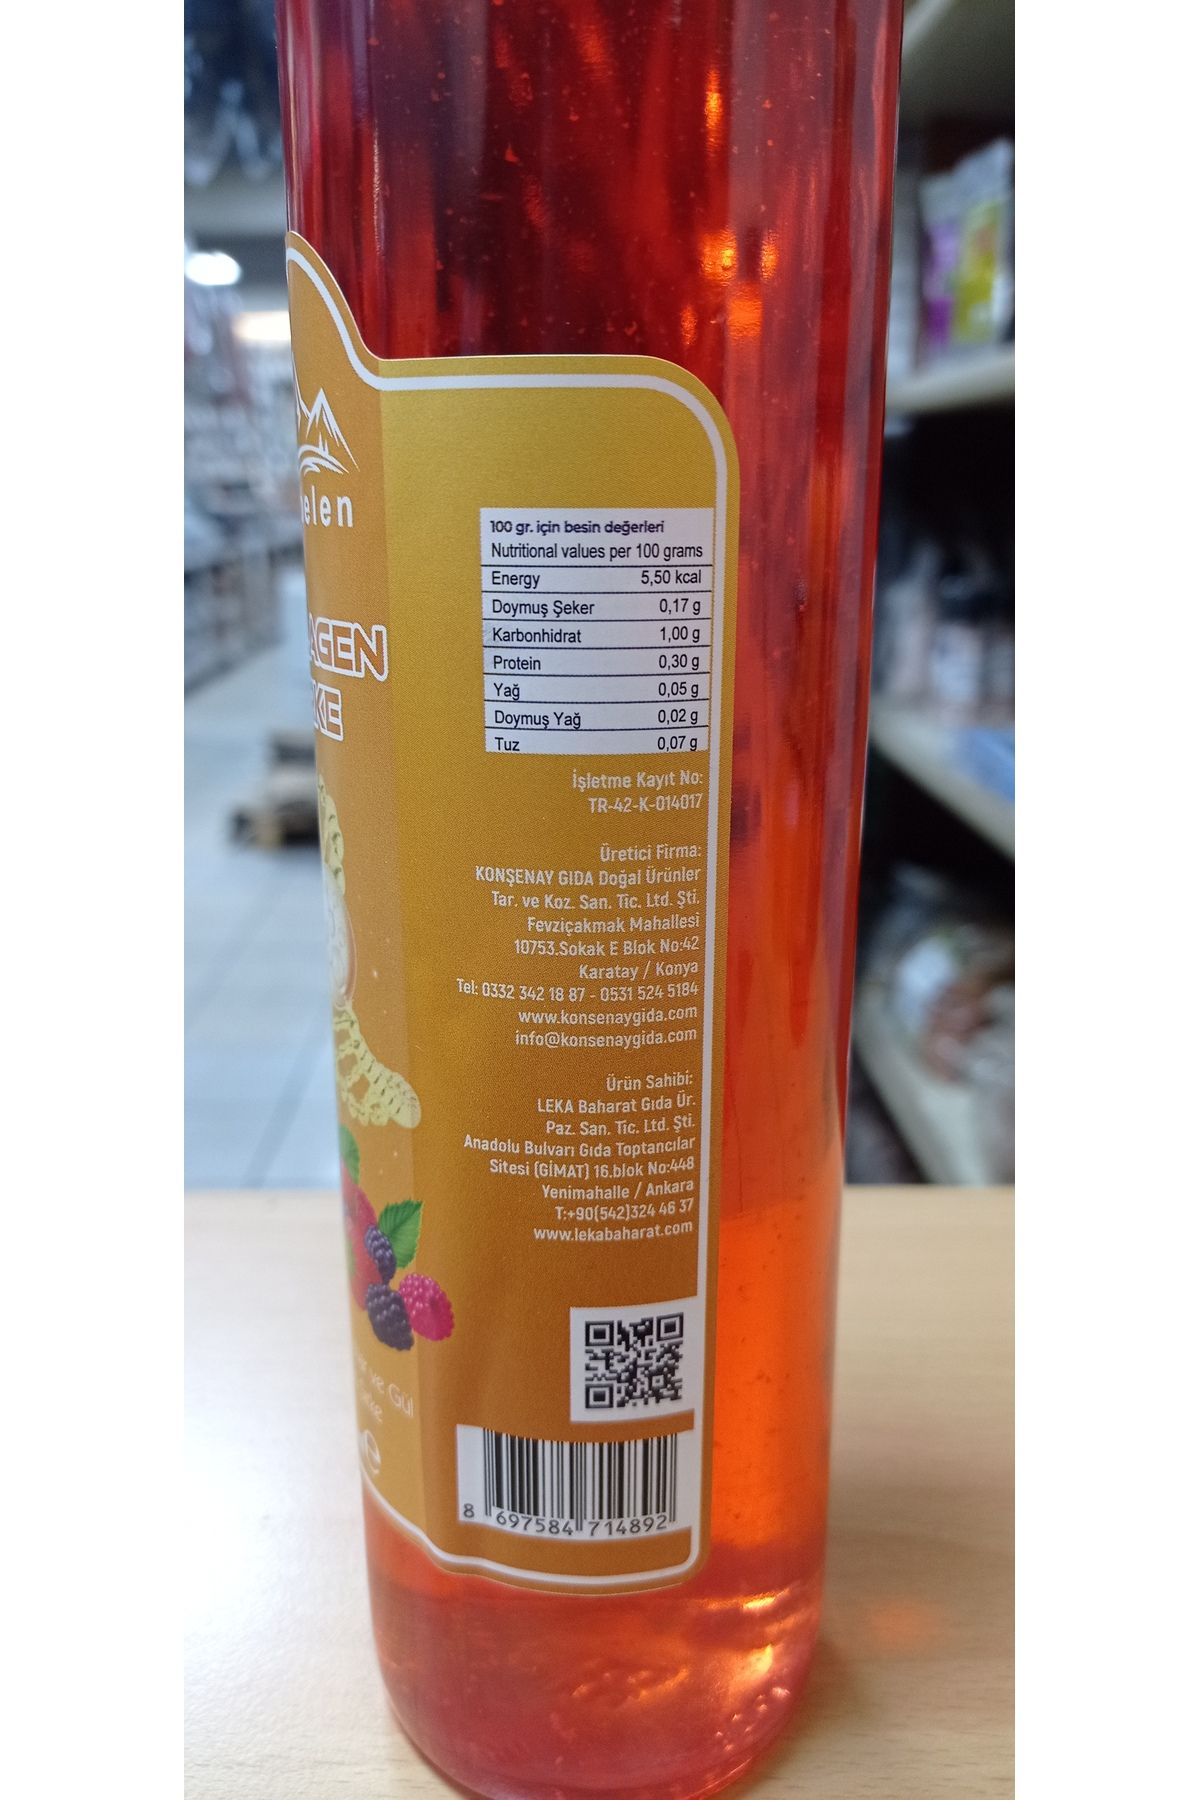 100 gr. için besin değerleri
Nutritional values per 100 grams
Energy 5,50 kcal
Doymuş Şeker 0,17 g
Karbonhidrat 1,00 g
Protein 0,30 g
Yağ 0,05 g
Doymuş Yağ 0,02 g
Tuz 0,07 g
İşletme Kayıt No:
TR-42-K-014017
Üretici Firma:
KONŞENAY GIDA Doğal Ürünler
Tar. ve Koz. San. Tic. Ltd. Şti.
Fevziçakmak Mahallesi
10753.Sokak E Blok No:42
Karatay / Konya
Tel: 0332 342 18 87 - 0531 524 5184
www.konsenaygida.com
info@konsenaygida.com
Ürün Sahibi:
LEKA Baharat Gıda Ür.
Paz. San. Tic. Ltd. Şti.
Anadolu Bulvarı Gıda Toptancılar
Sitesi (GİMAT) 16.blok No:448
Yenimahalle / Ankara
T:+90(542)324 46 37
www.lekabaharat.com
ve Gül
8 697584 714892